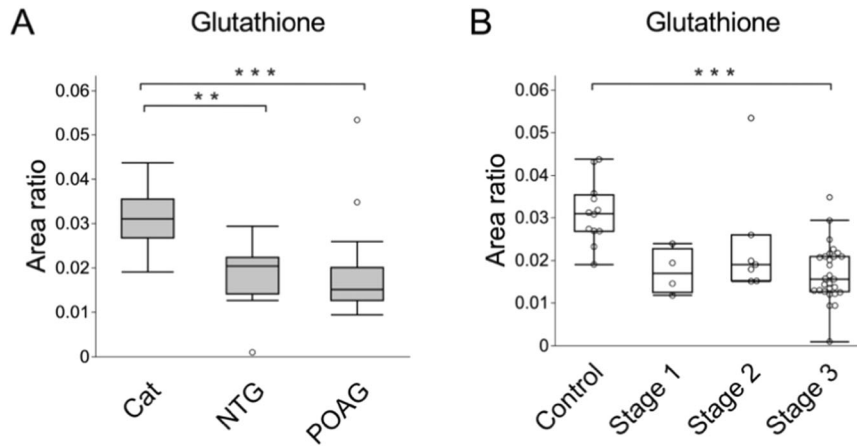 A
Glutathione
Area ratio
0.06
0.05
0.04
0.03
0.02
0.01
0
***
**
Cat
NTG
POAG
B
Glutathione
Area ratio
0.06
0.05
0.04
0.03
0.02
0.01
0
***
Control
Stage 1
Stage 2
Stage 3